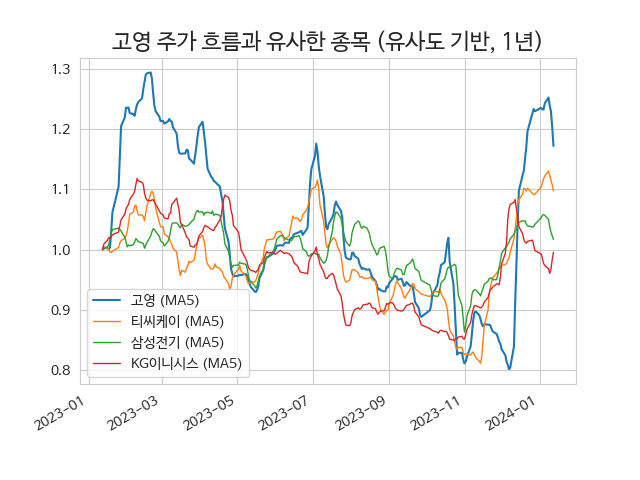 고영 주가 흐름과 유사한 종목 (유사도 기반, 1년)
1.3
1.2
1.1
1.0
0.9
0.8
고영 (MA5)
티씨케이 (MA5)
삼성전기 (MA5)
KG이니시스 (MA5)
2023-01
2023-03
2023-05
2023-07
2023-09
2023-11
2024-01